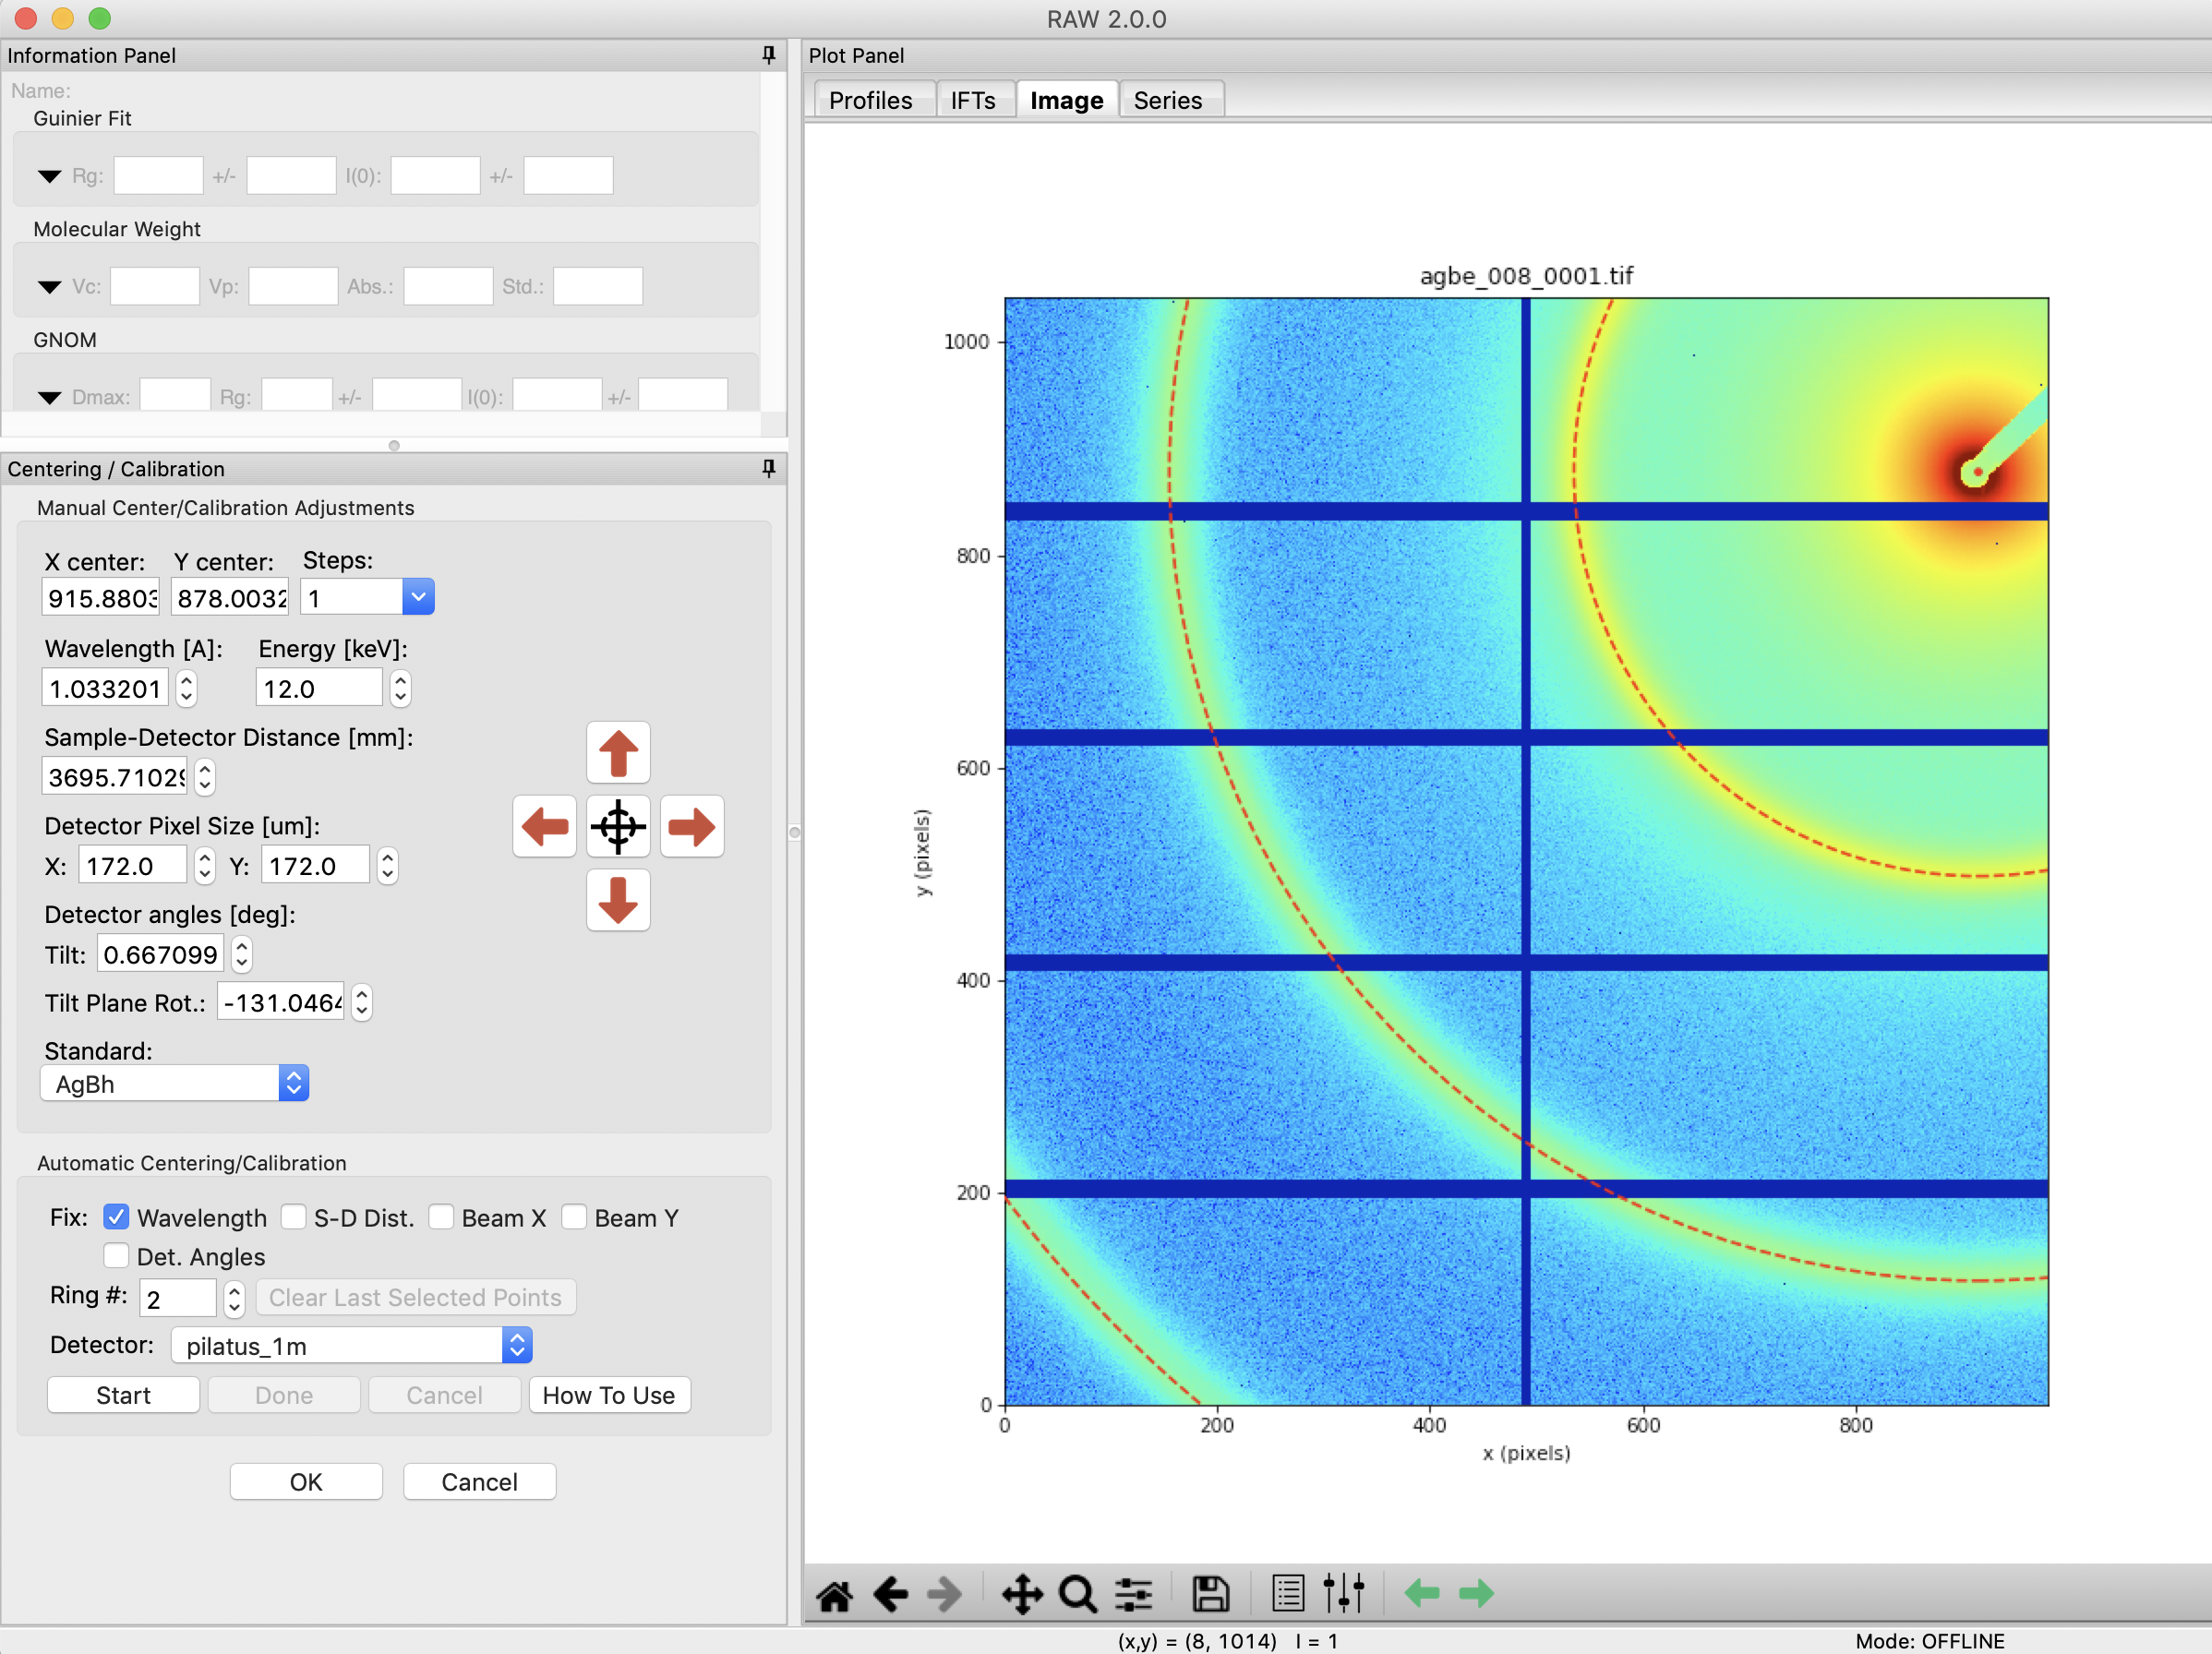 RAW 2.0.0
Information Panel
Name:
Guinier Fit
Rg: +/- I(0): +/-
Molecular Weight
Vc: Vp: Abs.: Std.:
GNOM
Dmax: Rg: +/- I(0): +/-
Centering / Calibration
Manual Center/Calibration Adjustments
X center: Y center: Steps:
915.8803 878.0032 1
Wavelength [A]: Energy [keV]:
1.033201 12.0
Sample-Detector Distance [mm]:
3695.71029
Detector Pixel Size [um]:
X: 172.0 Y: 172.0
Detector angles [deg]:
Tilt: 0.667099
Tilt Plane Rot.: -131.0464
Standard:
AgBh
Automatic Centering/Calibration
Fix: Wavelength S-D Dist. Beam X Beam Y
Det. Angles
Ring #: 2 Clear Last Selected Points
Detector: pilatus_1m
Start Done Cancel How To Use
OK Cancel
Plot Panel
Profiles IFTs Image Series
agbe_008_0001.tif
1000
800
600
400
200
0
y (pixels)
0 200 400 600 800
x (pixels)
(x,y) = (8, 1014) I = 1
Mode: OFFLINE